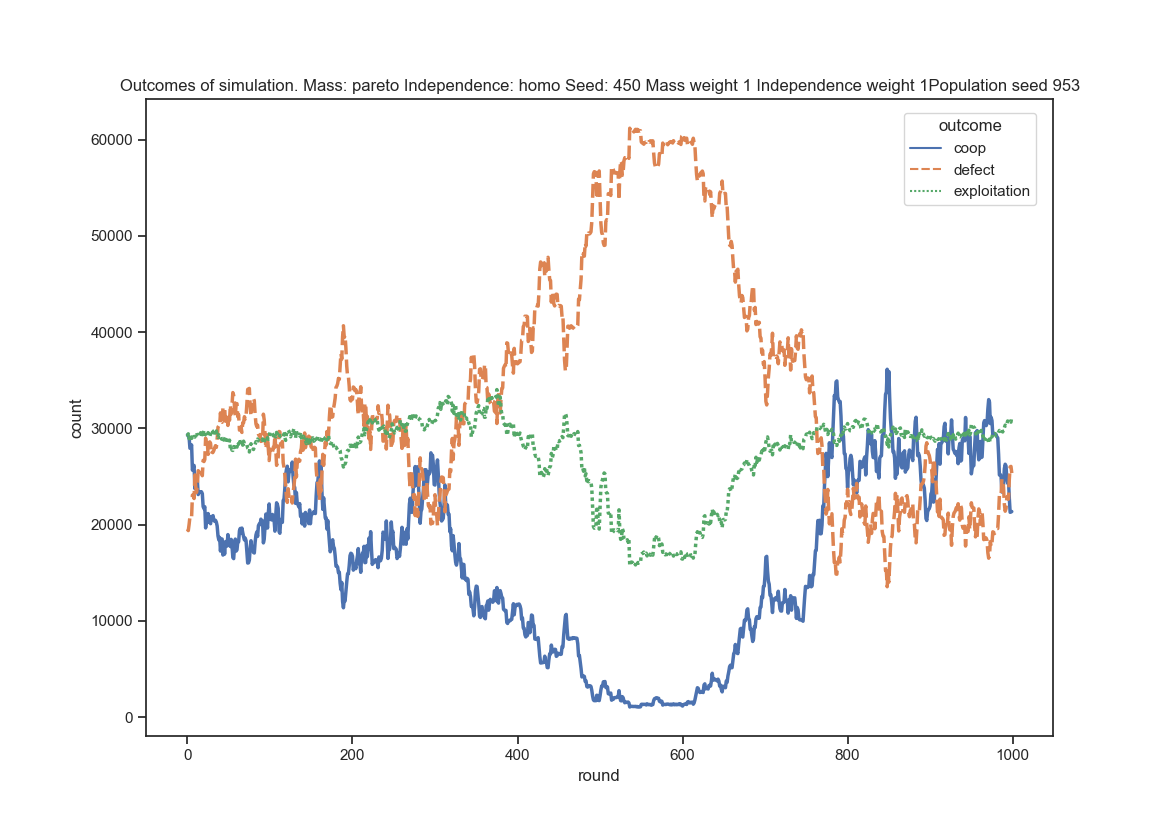 Outcomes of simulation. Mass: pareto Independence: homo Seed: 450 Mass weight 1 Independence weight 1Population seed 953
outcome
coop
defect
exploitation
60000
50000
40000
30000
20000
10000
0
count
0 200 400 600 800 1000
round